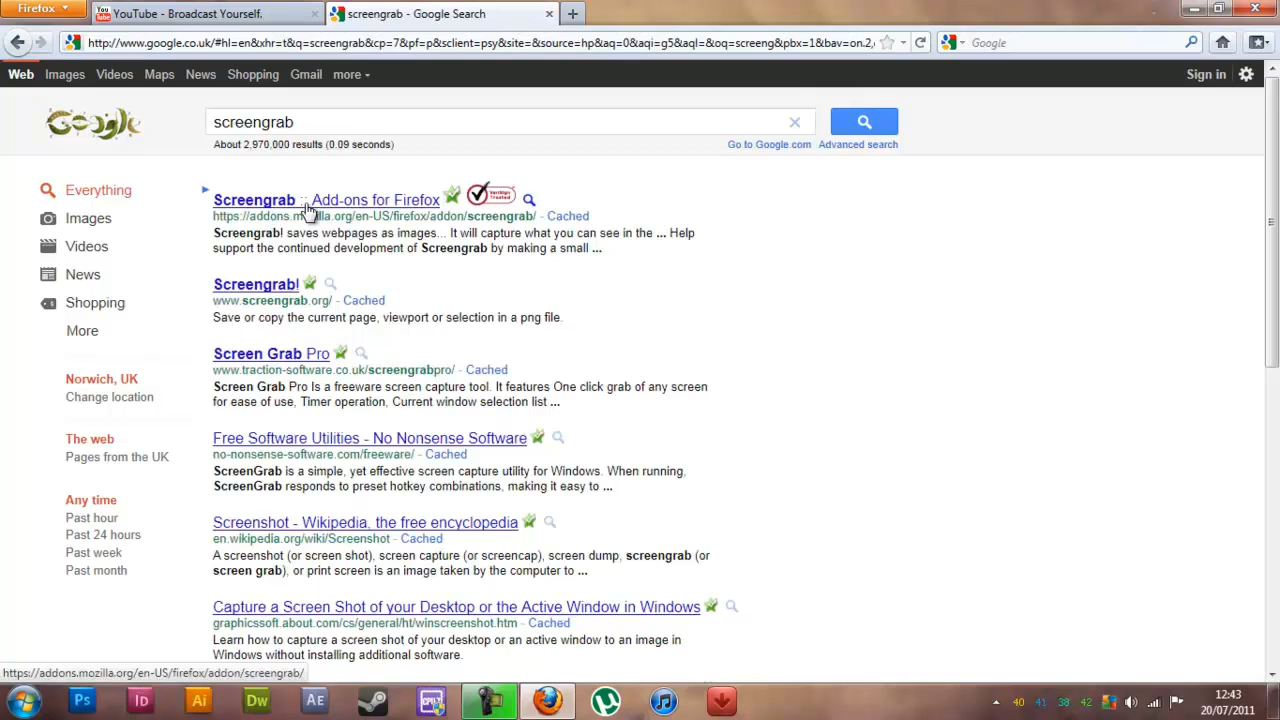 Firefox
YouTube - Broadcast Yourself.
screengrab - Google Search
http://www.google.co.uk/#hl=en&xhr=t&q=screengrab&cp=7&pf=p&sclient=psy&site=&source=hp&aq=0&aqi=g5&aql=&oq=screeng&pbx=1&bav=on.2,
Google
Web Images Videos Maps News Shopping Gmail more
Sign in
Google
screengrab
About 2,970,000 results (0.09 seconds)
Go to Google.com Advanced search
Everything
Images
Videos
News
Shopping
More
Norwich, UK
Change location
The web
Pages from the UK
Any time
Past hour
Past 24 hours
Past week
Past month
Screengrab :: Add-ons for Firefox
https://addons.mozilla.org/en-US/firefox/addon/screengrab/ - Cached
Screengrab! saves webpages as images... It will capture what you can see in the ... Help
support the continued development of Screengrab by making a small ...
Screengrab!
www.screengrab.org/ - Cached
Save or copy the current page, viewport or selection in a png file.
Screen Grab Pro
www.traction-software.co.uk/screengrabpro/ - Cached
Screen Grab Pro Is a freeware screen capture tool. It features One click grab of any screen
for ease of use, Timer operation, Current window selection list ...
Free Software Utilities - No Nonsense Software
no-nonsense-software.com/freeware/ - Cached
ScreenGrab is a simple, yet effective screen capture utility for Windows. When running,
ScreenGrab responds to preset hotkey combinations, making it easy to ...
Screenshot - Wikipedia, the free encyclopedia
en.wikipedia.org/wiki/Screenshot - Cached
A screenshot (or screen shot), screen capture (or screencap), screen dump, screengrab (or
screen grab), or print screen is an image taken by the computer to ...
Capture a Screen Shot of your Desktop or the Active Window in Windows
graphicssoft.about.com/cs/general/ht/winscreenshot.htm - Cached
Learn how to capture a screen shot of your desktop or an active window to an image in
Windows without installing additional software.
https://addons.mozilla.org/en-US/firefox/addon/screengrab/
Ps Id Ai Dw AE
40 41 38 42
12:43
20/07/2011